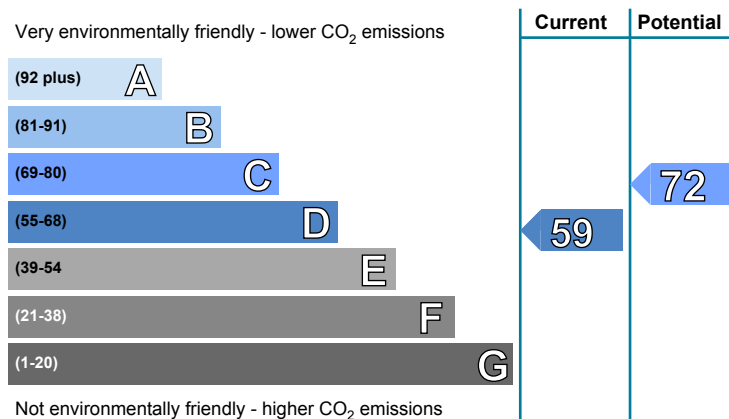 Very environmentally friendly - lower CO2 emissions
Current
Potential
(92 plus) A
(81-91) B
(69-80) C
72
(55-68) D
59
(39-54 E
(21-38) F
(1-20) G
Not environmentally friendly - higher CO2 emissions